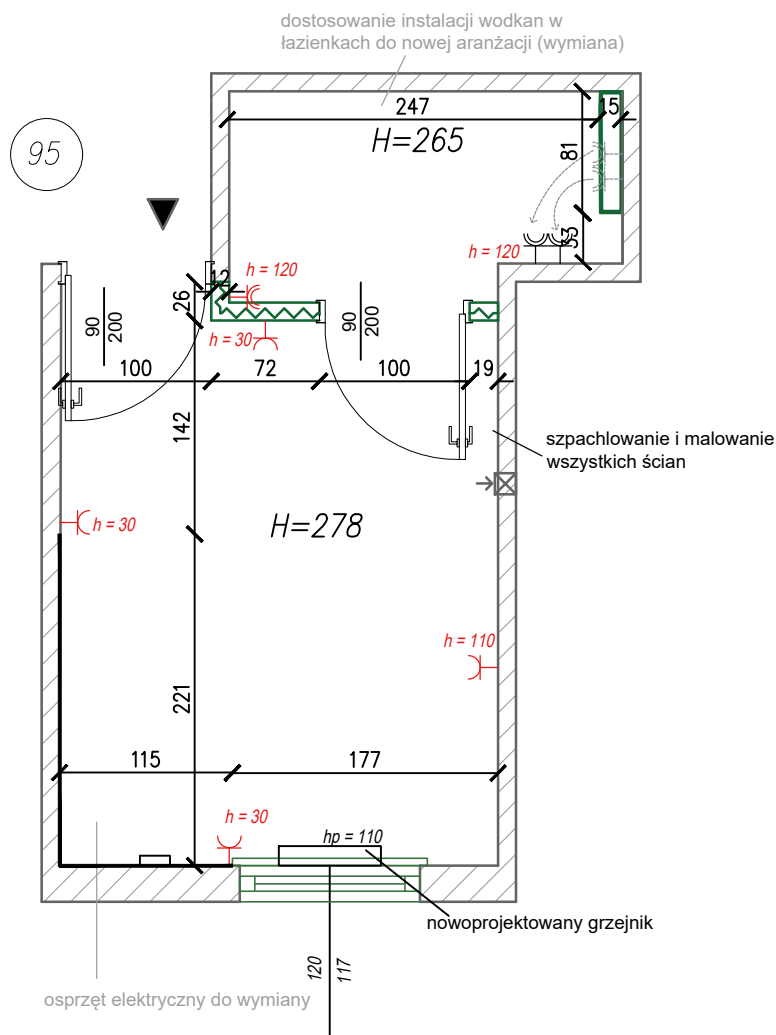 dostosowanie instalacji wodkan w
łazienkach do nowej aranżacji (wymiana)
247
15
H=265
81
95
33
h = 120
h = 120
12
26
90
200
h = 30
90
200
100
72
100
19
142
szpachlowanie i malowanie
wszystkich ścian
h = 30
H=278
h = 110
221
115
177
h = 30
hp = 110
nowoprojektowany grzejnik
120
117
osprzęt elektryczny do wymiany